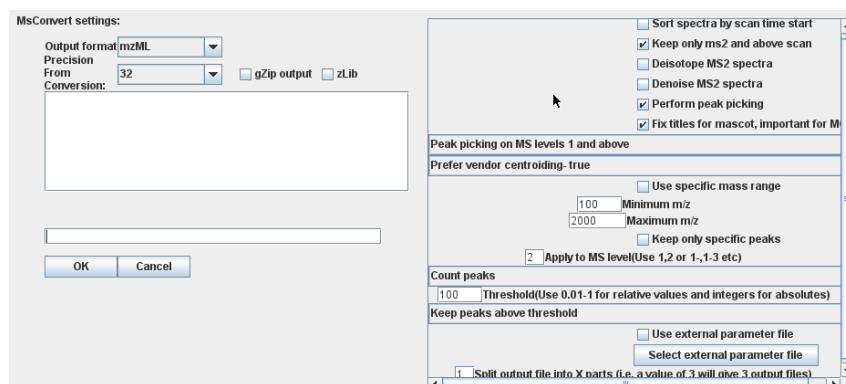 MsConvert settings:
Output format mzML
Precision
From
Conversion:
32
gZip output
zLib
OK
Cancel
Sort spectra by scan time start
Keep only ms2 and above scan
Deisotope MS2 spectra
Denoise MS2 spectra
Perform peak picking
Fix titles for mascot, important for M
Peak picking on MS levels 1 and above
Prefer vendor centroiding- true
Use specific mass range
100 Minimum m/z
2000 Maximum m/z
Keep only specific peaks
2 Apply to MS level(Use 1,2 or 1-,1-3 etc)
Count peaks
100 Threshold(Use 0.01-1 for relative values and integers for absolutes)
Keep peaks above threshold
Use external parameter file
Select external parameter file
1 Split output file into X parts (i.e. a value of 3 will give 3 output files)